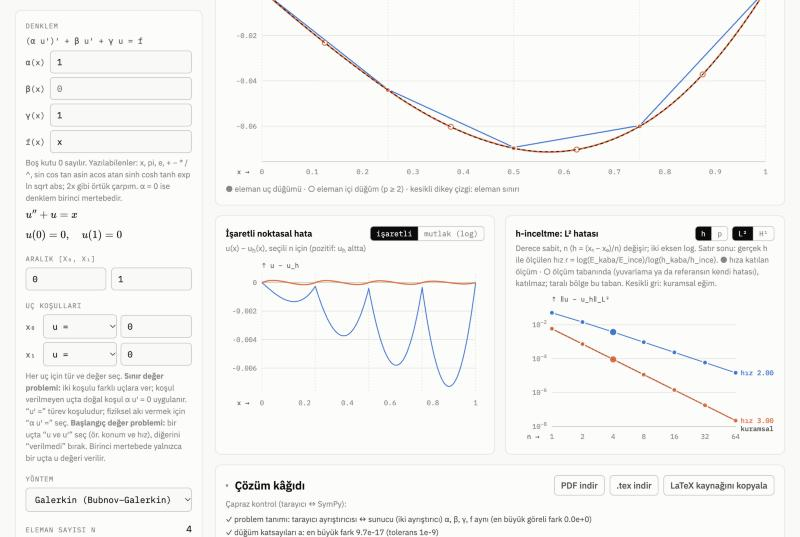 DENKLEM
(α u')' + β u' + γ u = f
α(x) 1
β(x) 0
γ(x) 1
f(x) x
Boş kutu 0 sayılır. Yazılabilenler: x, pi, e, + − * /
^, sin cos tan asin acos atan sinh cosh tanh exp
ln sqrt abs; 2x gibi örtük çarpım. α = 0 ise
denklem birinci mertebedir.
u″ + u = x
u(0) = 0, u(1) = 0
ARALIK [X₀, X₁]
0 1
UÇ KOŞULLARI
x₀ u = 0
x₁ u = 0
Her uç için tür ve değer seç. Sınır değer
problemi: iki koşulu farklı uçlara ver; koşul
verilmeyen uçta doğal koşul α u' = 0 uygulanır.
"u' =" türev koşuludur; fiziksel akı vermek için
"α u' =" seç. Başlangıç değer problemi: bir
uçta "u ve u'" seç (ör. konum ve hız), diğerini
"verilmedi" bırak. Birinci mertebede yalnızca
bir uçta u değeri verilir.
YÖNTEM
Galerkin (Bubnov–Galerkin)
ELEMAN SAYISI N 4
-0.02
-0.04
-0.06
x → 0 0.1 0.2 0.3 0.4 0.5 0.6 0.7 0.8 0.9 1
● eleman uç düğümü · ○ eleman içi düğüm (p ≥ 2) · kesikli dikey çizgi: eleman sınırı
İşaretli noktasal hata işaretli mutlak (log)
u(x) − uₕ(x), seçili n için (pozitif: uₕ altta)
↑ u − u_h
0
-0.002
-0.004
-0.006
x → 0 0.2 0.4 0.6 0.8 1
h-inceltme: L² hatası h p L² H¹
Derece sabit, n (h = (xₛ − x₀)/n) değişir; iki eksen log. Satır sonu: gerçek h
ile ölçülen hız r = log(E_kaba/E_ince)/log(h_kaba/h_ince). ● hıza katılan
ölçüm · ○ ölçüm tabanında (yuvarlama ya da referansın kendi hatası),
katılmaz; taralı bölge bu taban. Kesikli gri: kuramsal eğim.
↑ ‖u − u_h‖_L²
10⁻²
10⁻⁴
10⁻⁶
10⁻⁸
hız 2.00
hız 3.00
kuramsal
n → 1 2 4 8 16 32 64
Çözüm kâğıdı PDF indir .tex indir LaTeX kaynağını kopyala
Çapraz kontrol (tarayıcı ⇔ SymPy):
✓ problem tanımı: tarayıcı ayrıştırıcısı ⇔ sunucu (iki ayrıştırıcı) α, β, γ, f aynı (en büyük göreli fark 0.0e+0)
✓ düğüm katsayıları a: en büyük fark 9.7e-17 (tolerans 1e-9)